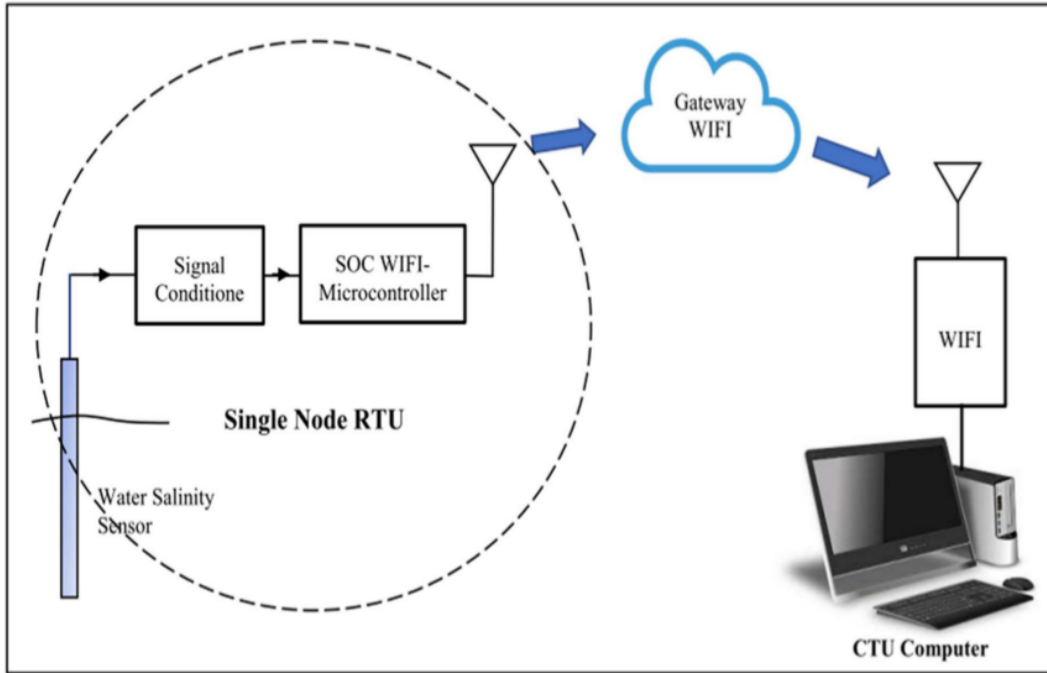 Gateway
WIFI
Signal
Conditione
SOC WIFI-
Microcontroller
WIFI
Single Node RTU
Water Salinity
Sensor
CTU Computer